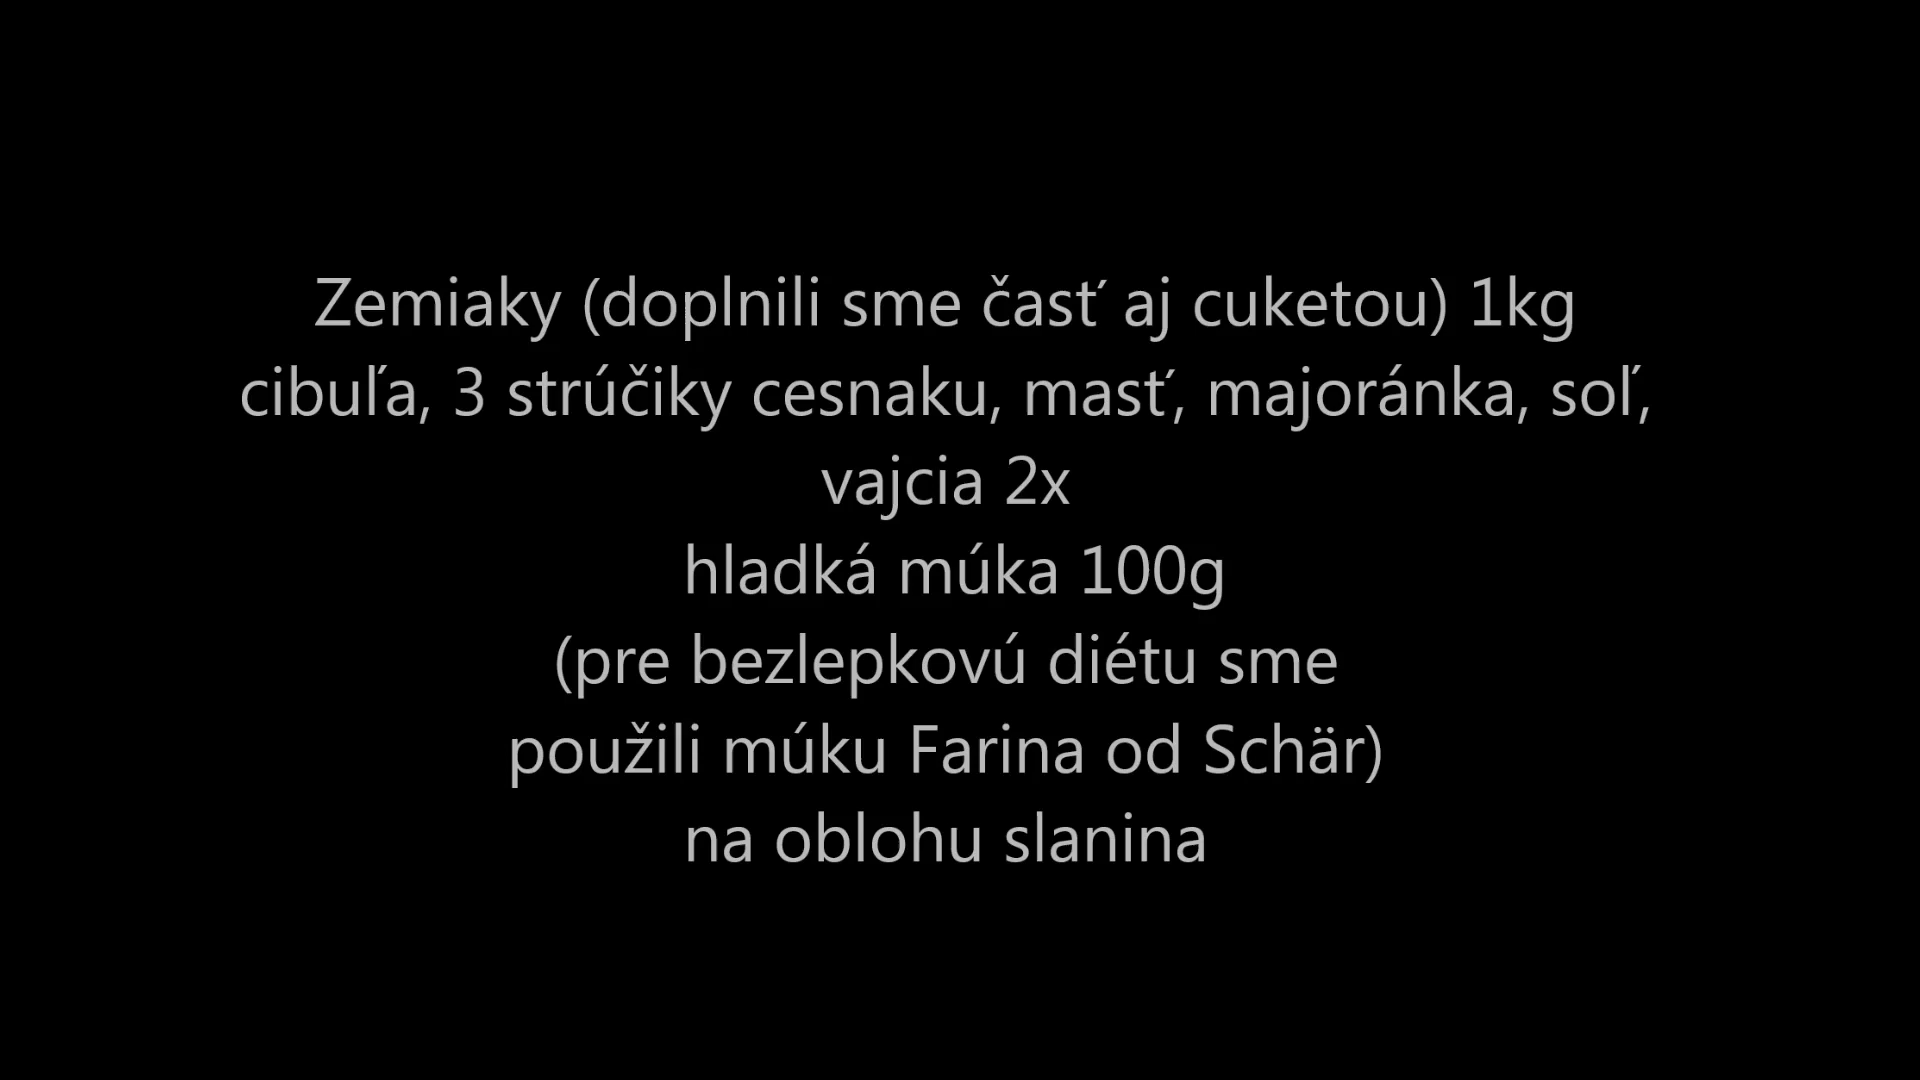 Zemiaky (doplnili sme časť aj cuketou) 1kg
cibuľa, 3 strúčiky cesnaku, masť, majoránka, soľ,
vajcia 2x
hladká múka 100g
(pre bezlepkovú diétu sme
použili múku Farina od Schär)
na oblohu slanina